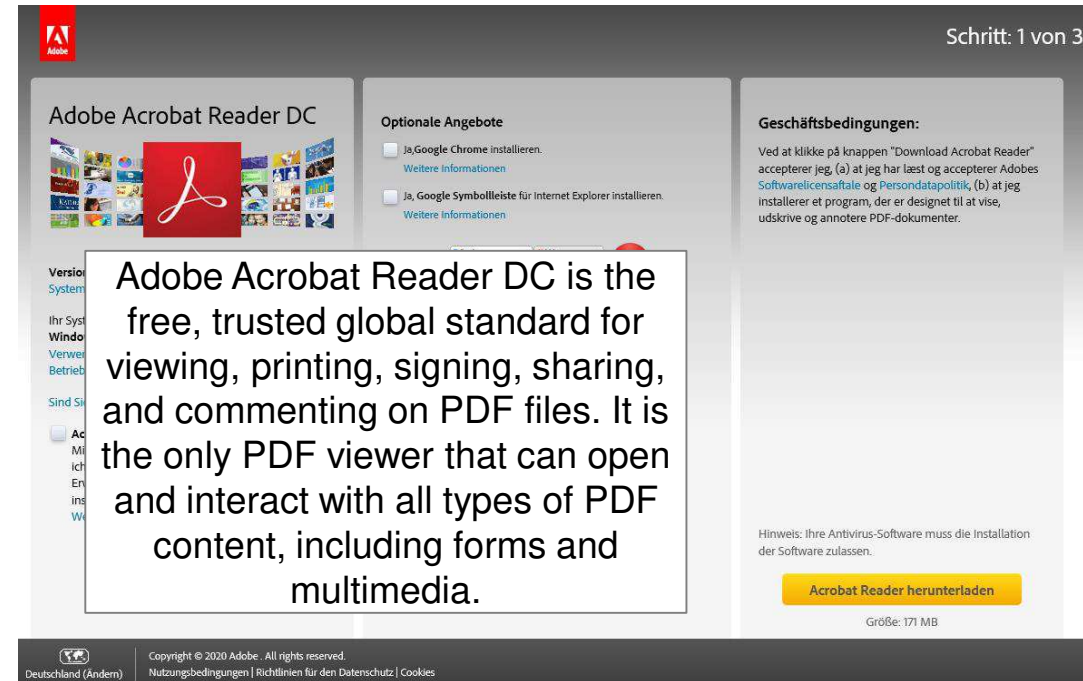 Adobe
Schritt: 1 von 3
Adobe Acrobat Reader DC
Optionale Angebote
Ja,Google Chrome installieren.
Weitere Informationen
Ja, Google Symbollleiste für Internet Explorer installieren.
Weitere Informationen
Geschäftsbedingungen:
Ved at klikke på knappen "Download Acrobat Reader"
accepterer jeg, (a) at jeg har læst og accepterer Adobes
Softwarelicensaftale og Persondatapolitik, (b) at jeg
installerer et program, der er designet til at vise,
udskrive og annotere PDF-dokumenter.
System
Ihr
Sind
Adobe Acrobat Reader DC is the
free, trusted global standard for
viewing, printing, signing, sharing,
and commenting on PDF files. It is
the only PDF viewer that can open
and interact with all types of PDF
content, including forms and
multimedia.
Hinweis: Ihre Antivirus-Software muss die Installation
der Software zulassen.
Acrobat Reader herunterladen
Größe: 171 MB
Deutschland (Ändern)
Copyright © 2020 Adobe . All rights reserved.
Nutzungsbedingungen | Richtlinien für den Datenschutz | Cookies